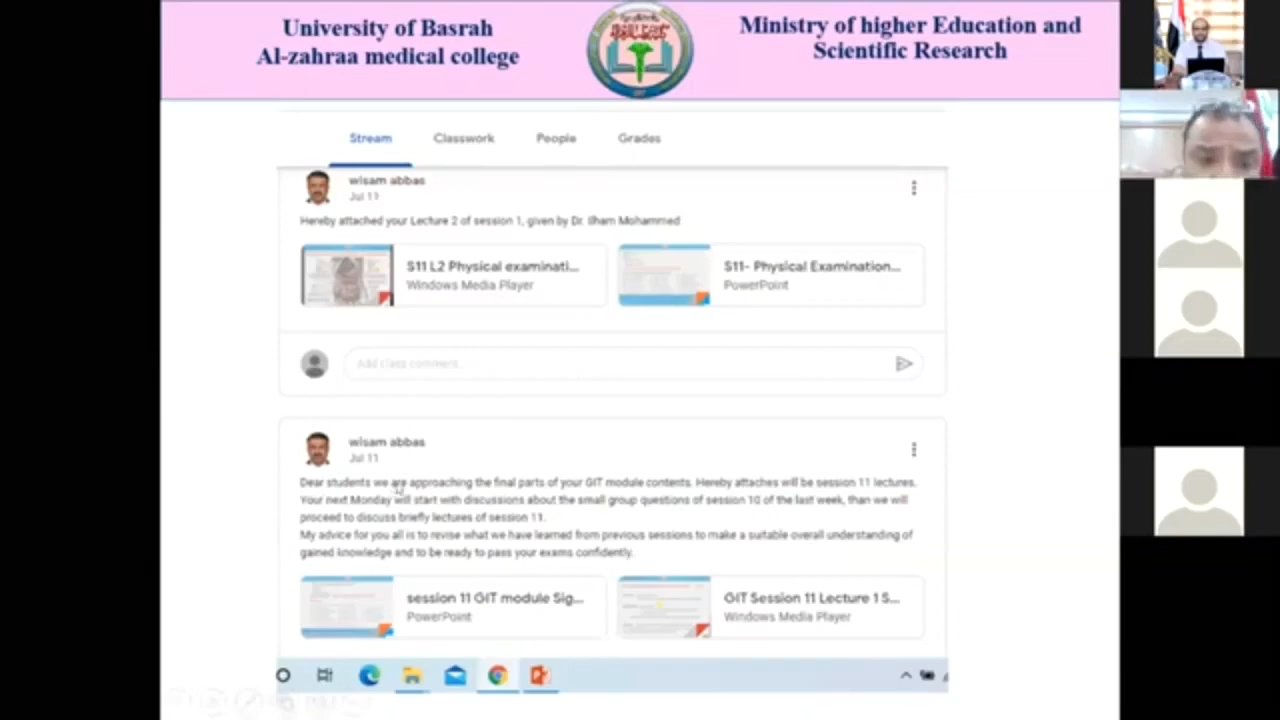 University of Basrah
Al-zahraa medical college
Ministry of higher Education and
Scientific Research
Stream Classwork People Grades
wisam abbas
Jul 13
Hereby attached your Lecture 2 of session 1, given by Dr. Ilham Mohammed
S11 L2 Physical examinati...
Windows Media Player
S11- Physical Examination...
PowerPoint
Add class comment
wisam abbas
Jul 11
Dear students we are approaching the final parts of your GIT module contents. Hereby attaches will be session 11 lectures.
Your next Monday will start with discussions about the small group questions of session 10 of the last week, than we will
proceed to discuss briefly lectures of session 11.
My advice for you all is to revise what we have learned from previous sessions to make a suitable overall understanding of
gained knowledge and to be ready to pass your exams confidently.
session 11 GIT module Sig...
PowerPoint
GIT Session 11 Lecture 1 S...
Windows Media Player